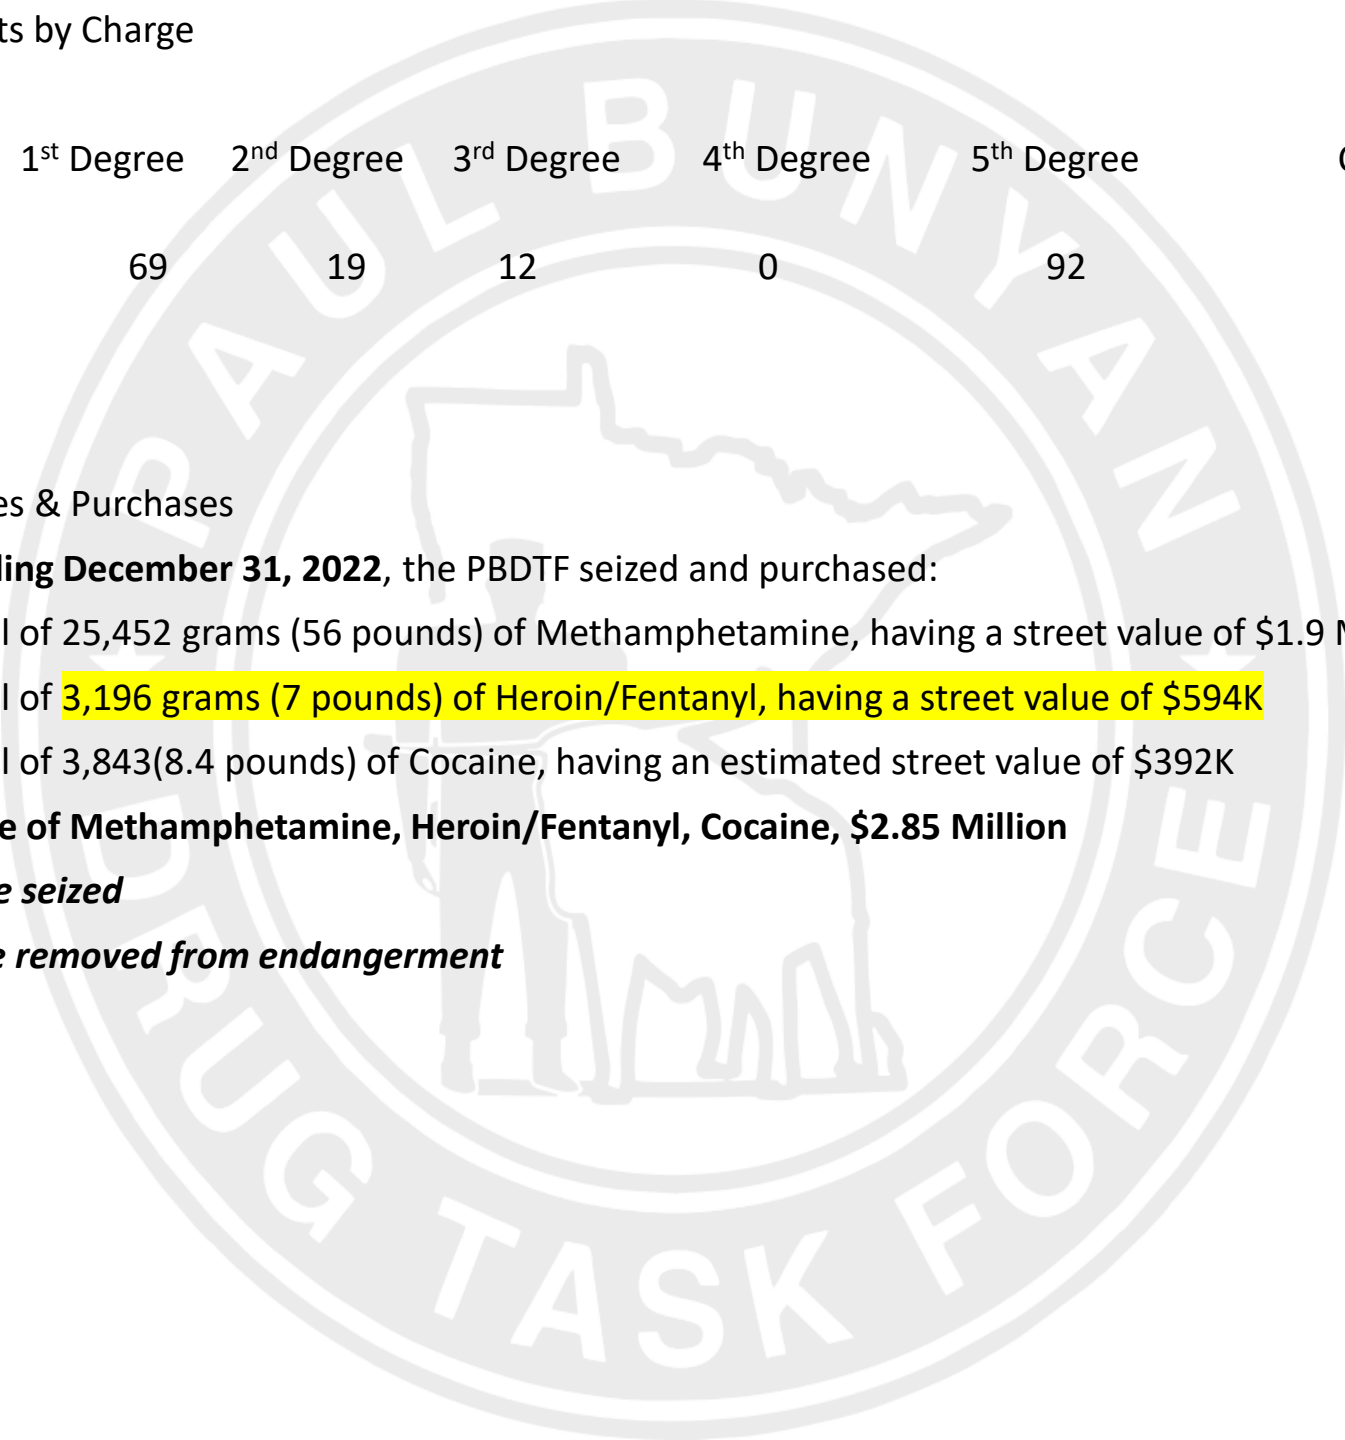 ts by Charge
1st Degree 2nd Degree 3rd Degree 4th Degree 5th Degree
69 19 12 0 92
es & Purchases
ling December 31, 2022, the PBDTF seized and purchased:
l of 25,452 grams (56 pounds) of Methamphetamine, having a street value of $1.9 M
l of 3,196 grams (7 pounds) of Heroin/Fentanyl, having a street value of $594K
l of 3,843(8.4 pounds) of Cocaine, having an estimated street value of $392K
e of Methamphetamine, Heroin/Fentanyl, Cocaine, $2.85 Million
e seized
e removed from endangerment
PAUL BUNYAN
DRUG TASK FORCE